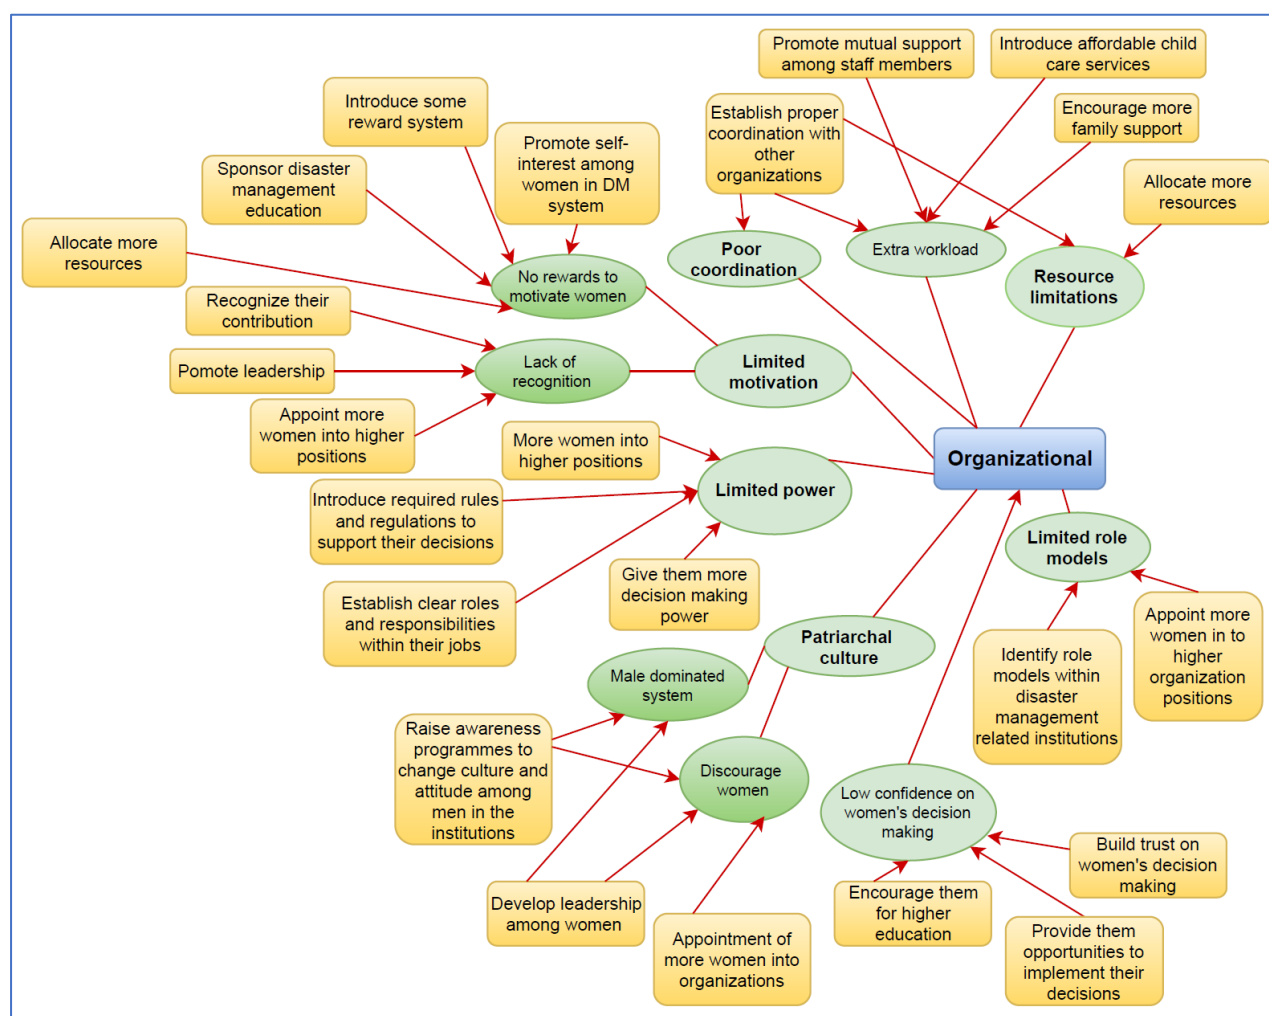 Promote mutual support
among staff members
Introduce affordable child
care services
Introduce some
reward system
Establish proper
coordination with
other
organizations
Encourage more
family support
Promote self-
interest among
women in DM
system
Sponsor disaster
management
education
Allocate more
resources
Allocate more
resources
Poor
coordination
Extra workload
Resource
limitations
No rewards to
motivate women
Recognize their
contribution
Pomote leadership
Lack of
recognition
Limited
motivation
Appoint more
women into higher
positions
More women into
higher positions
Organizational
Limited power
Introduce required rules
and regulations to
support their decisions
Limited role
models
Give them more
decision making
power
Establish clear roles
and responsibilities
within their jobs
Patriarchal
culture
Appoint more
women in to
higher
organization
positions
Identify role
models within
disaster
management
related institutions
Male dominated
system
Raise awareness
programmes to
change culture and
attitude among
men in the
institutions
Discourage
women
Low confidence on
women's decision
making
Build trust on
women's decision
making
Develop leadership
among women
Encourage them
for higher
education
Appointment of
more women into
organizations
Provide them
opportunities to
implement their
decisions